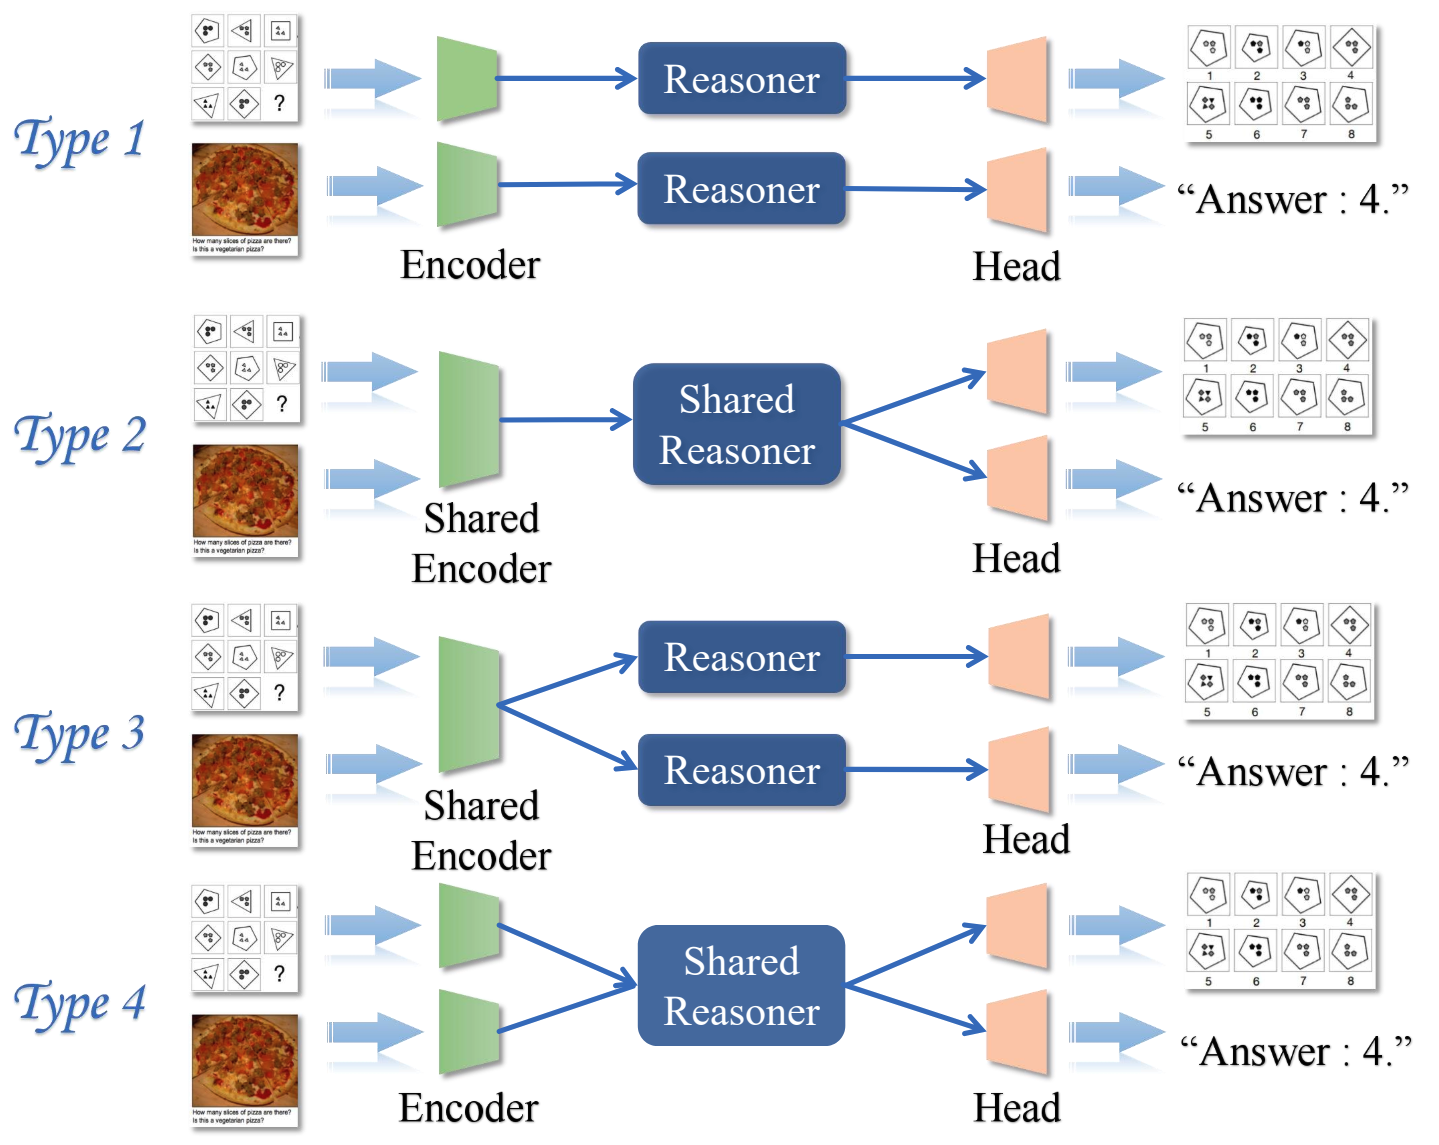 Type 1
?
How many slices of pizza are there?
Is this a vegetarian pizza?
Encoder
Reasoner
Reasoner
Head
1 2 3 4
5 6 7 8
“Answer : 4.”
Type 2
?
How many slices of pizza are there?
Is this a vegetarian pizza?
Shared
Encoder
Shared
Reasoner
Head
1 2 3 4
5 6 7 8
“Answer : 4.”
Type 3
?
How many slices of pizza are there?
Is this a vegetarian pizza?
Shared
Encoder
Reasoner
Reasoner
Head
1 2 3 4
5 6 7 8
“Answer : 4.”
Type 4
?
How many slices of pizza are there?
Is this a vegetarian pizza?
Encoder
Shared
Reasoner
Head
1 2 3 4
5 6 7 8
“Answer : 4.”